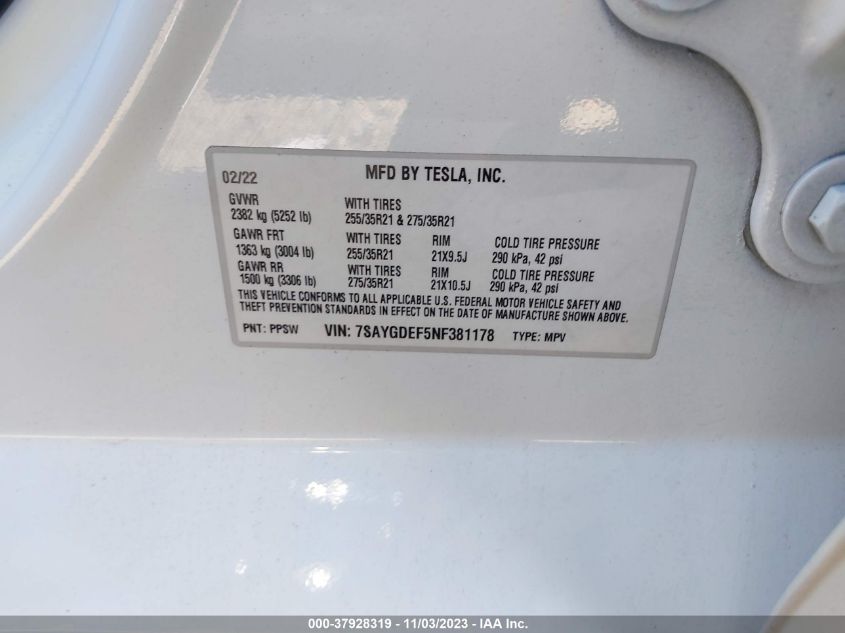 02/22 MFD BY TESLA, INC.
GVWR WITH TIRES
2382 kg (5252 lb) 255/35R21 & 275/35R21
GAWR FRT WITH TIRES RIM COLD TIRE PRESSURE
1363 kg (3004 lb) 255/35R21 21X9.5J 290 kPa, 42 psi
GAWR RR WITH TIRES RIM COLD TIRE PRESSURE
1500 kg (3306 lb) 275/35R21 21X10.5J 290 kPa, 42 psi
THIS VEHICLE CONFORMS TO ALL APPLICABLE U.S. FEDERAL MOTOR VEHICLE SAFETY AND
THEFT PREVENTION STANDARDS IN EFFECT ON THE DATE OF MANUFACTURE SHOWN ABOVE.
PNT: PPSW VIN: 7SAYGDEF5NF381178 TYPE: MPV
000-37928319 - 11/03/2023 - IAA Inc.